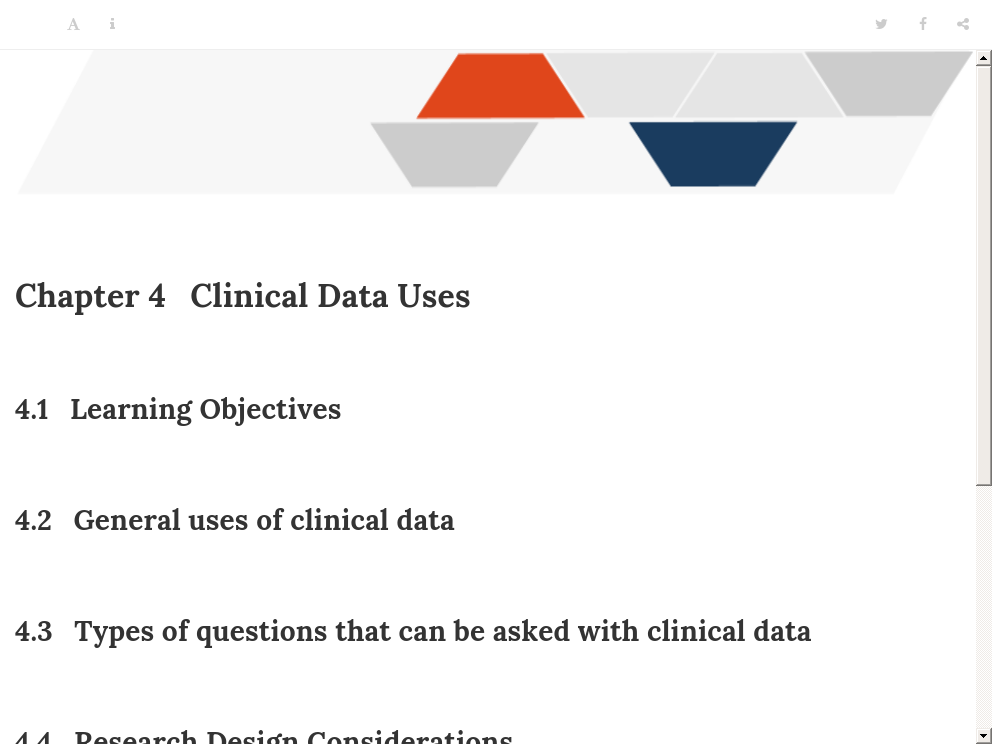 A i
Chapter 4 Clinical Data Uses
4.1 Learning Objectives
4.2 General uses of clinical data
4.3 Types of questions that can be asked with clinical data
4.4 Research Design Considerations